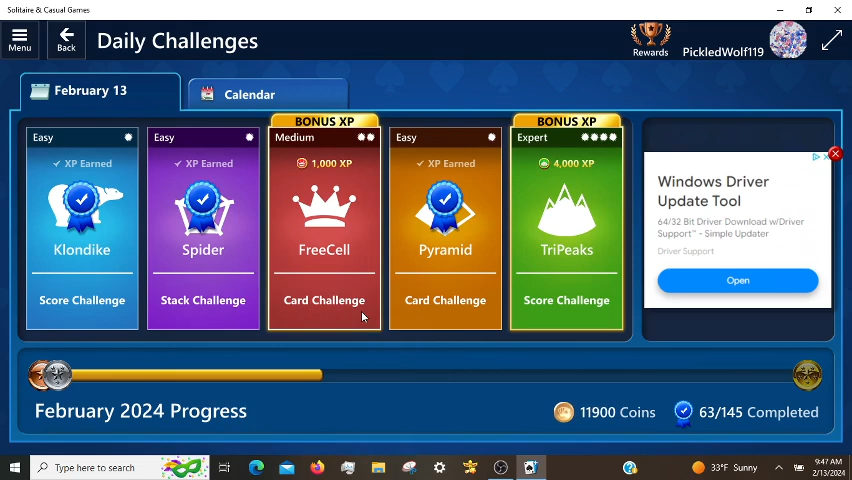 Solitaire & Casual Games
Menu
Back
Daily Challenges
Rewards
PickledWolf119
February 13
Calendar
BONUS XP
BONUS XP
Easy
Easy
Medium
Easy
Expert
XP Earned
XP Earned
1,000 XP
XP Earned
4,000 XP
Klondike
Spider
FreeCell
Pyramid
TriPeaks
Score Challenge
Stack Challenge
Card Challenge
Card Challenge
Score Challenge
Windows Driver
Update Tool
64/32 Bit Driver Download w/Driver
Support™ - Simple Updater
Driver Support
Open
February 2024 Progress
11900 Coins
63/145 Completed
Type here to search
33°F Sunny
9:47 AM
2/13/2024